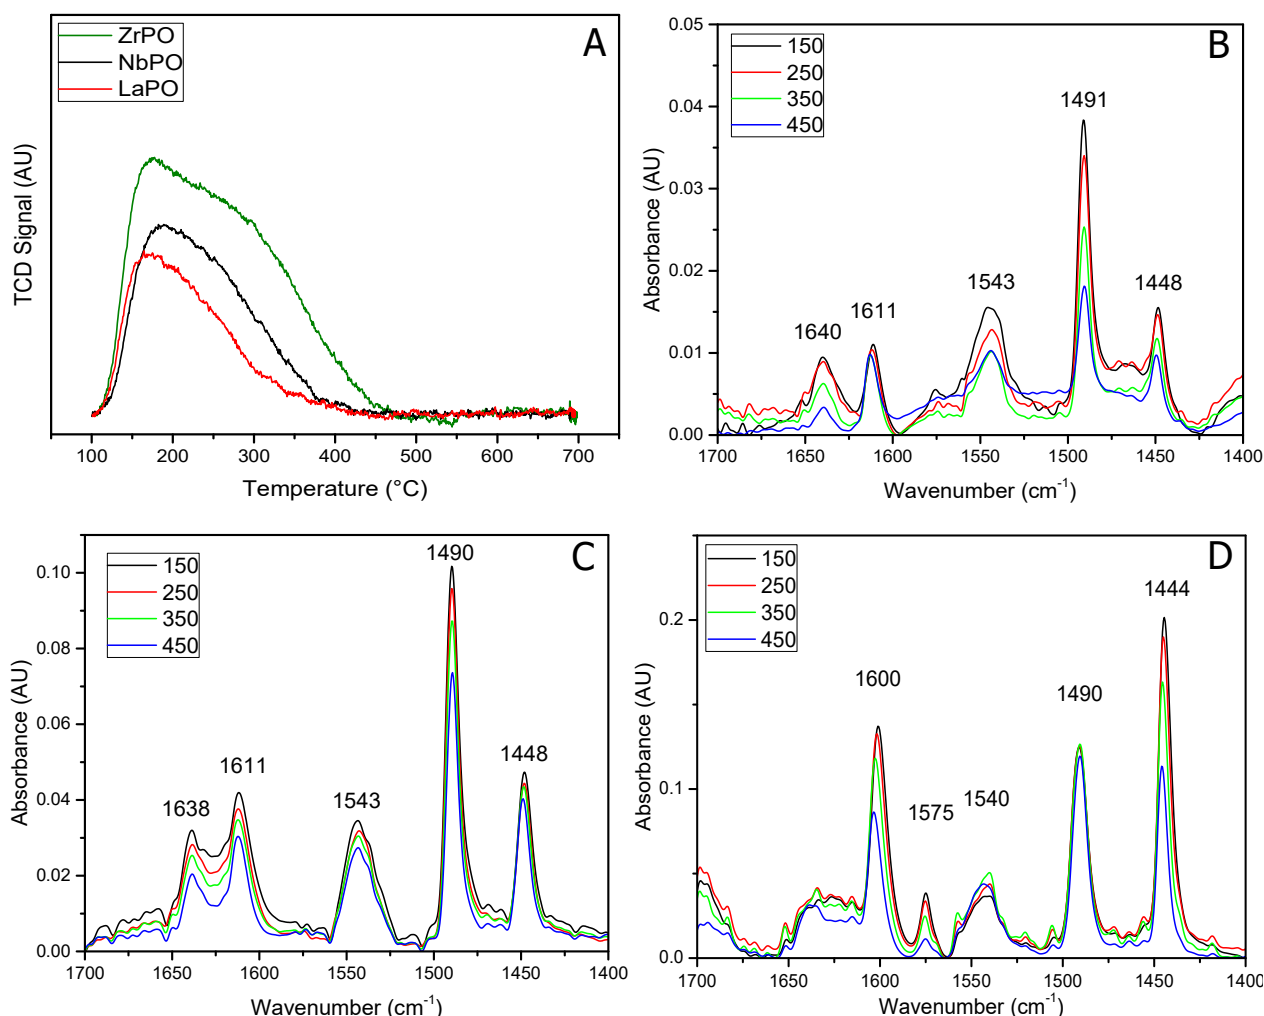 A
ZrPO
NbPO
LaPO
TCD Signal (AU)
100 200 300 400 500 600 700
Temperature (°C)
B
150
250
350
450
1640
1611
1543
1491
1448
Absorbance (AU)
0.05
0.04
0.03
0.02
0.01
0.00
1700 1650 1600 1550 1500 1450 1400
Wavenumber (cm⁻¹)
C
150
250
350
450
1638
1611
1543
1490
1448
Absorbance (AU)
0.10
0.08
0.06
0.04
0.02
0.00
1700 1650 1600 1550 1500 1450 1400
Wavenumber (cm⁻¹)
D
150
250
350
450
1600
1575
1540
1490
1444
Absorbance (AU)
0.2
0.1
0.0
1700 1650 1600 1550 1500 1450 1400
Wavenumber (cm⁻¹)